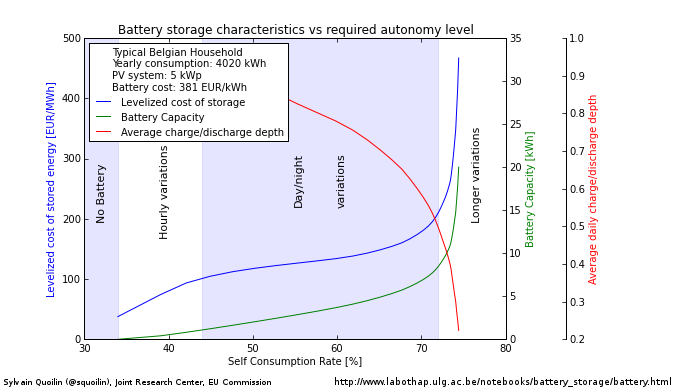 Battery storage characteristics vs required autonomy level
Typical Belgian Household
Yearly consumption: 4020 kWh
PV system: 5 kWp
Battery cost: 381 EUR/kWh
Levelized cost of storage
Battery Capacity
Average charge/discharge depth
Levelized cost of stored energy [EUR/MWh]
500
400
300
200
100
0
No Battery
Hourly variations
Day/night
variations
Longer variations
35
30
25
20
15
10
5
0
Battery Capacity [kWh]
1.0
0.9
0.8
0.7
0.6
0.5
0.4
0.3
0.2
Average daily charge/discharge depth
30 40 50 60 70 80
Self Consumption Rate [%]
Sylvain Quoilin (@squoilin), Joint Research Center, EU Commission
http://www.labothap.ulg.ac.be/notebooks/battery_storage/battery.html